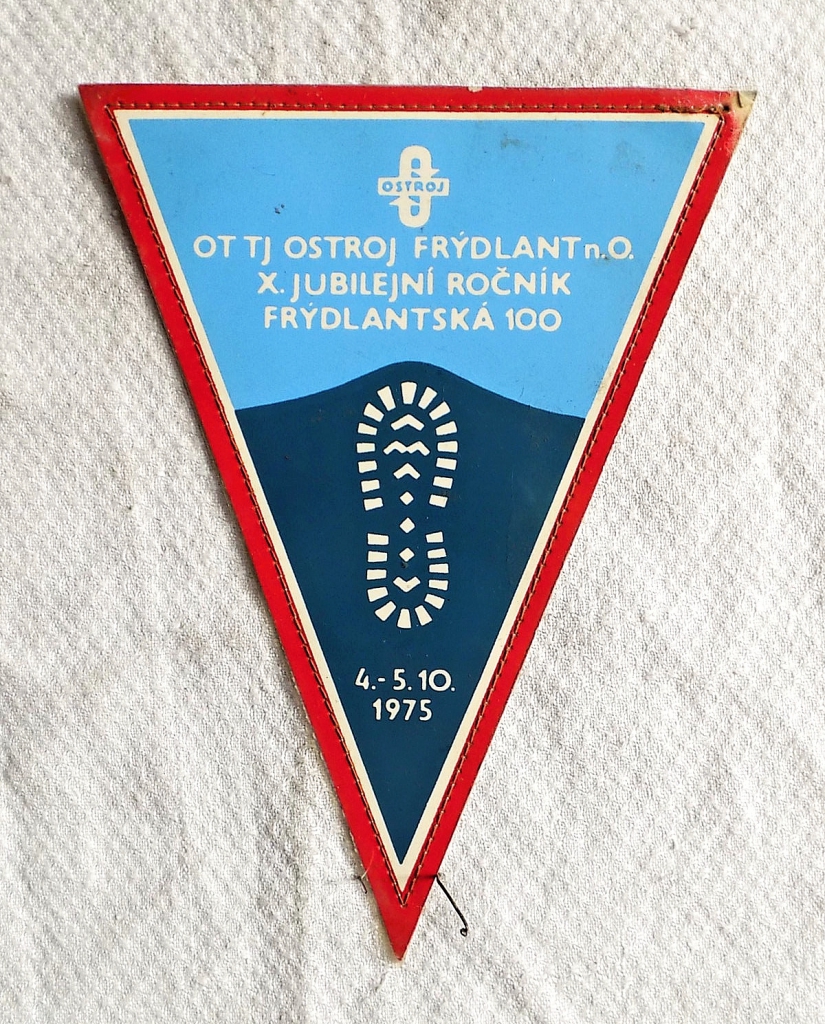 OSTROJ
OT TJ OSTROJ FRÝDLANT n.O.
X. JUBILEJNÍ ROČNÍK
FRÝDLANTSKÁ 100
4.-5.10.
1975